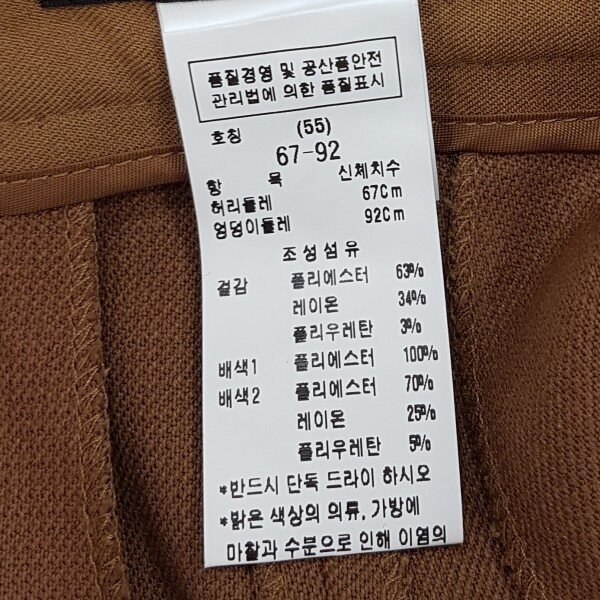 품질경영 및 공산품안전
관리법에 의한 품질표시
호칭 (55)
67-92
항 목 신체치수
허리둘레 67Cm
엉덩이둘레 92Cm
조성섬유
겉감 폴리에스터 63%
레이온 34%
폴리우레탄 3%
배색1 폴리에스터 100%
배색2 폴리에스터 70%
레이온 25%
폴리우레탄 5%
*반드시 단독 드라이 하시오
*밝은 색상의 의류, 가방에
마찰과 수분으로 인해 이염의